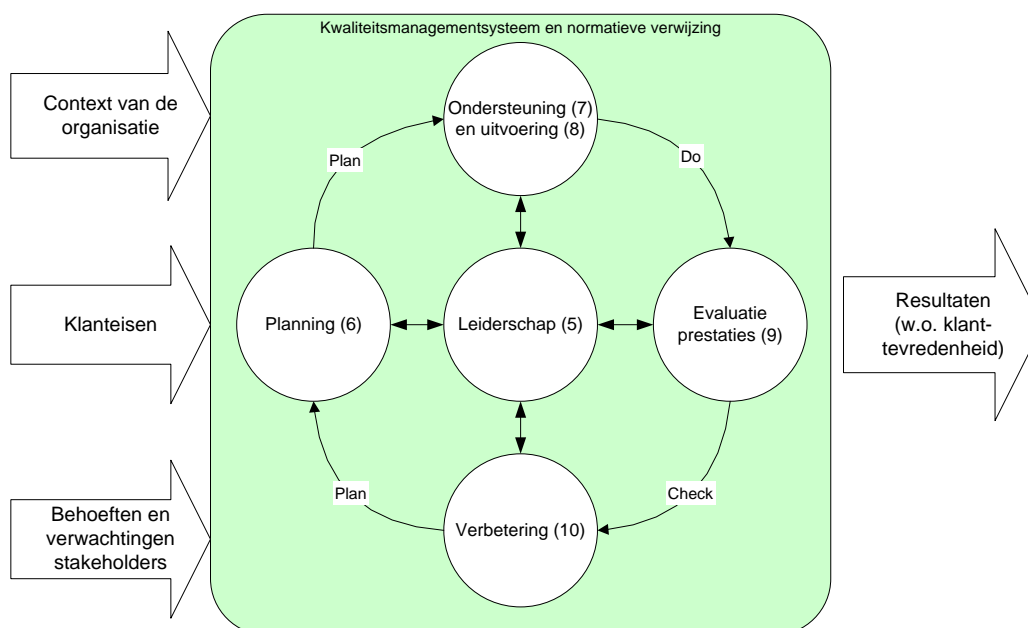 Kwaliteitsmanagementsysteem en normatieve verwijzing
Context van de
organisatie
Ondersteuning (7)
en uitvoering (8)
Plan
Do
Klanteisen
Planning (6)
Leiderschap (5)
Evaluatie
prestaties (9)
Resultaten
(w.o. klant-
tevredenheid)
Plan
Check
Behoeften en
verwachtingen
stakeholders
Verbetering (10)